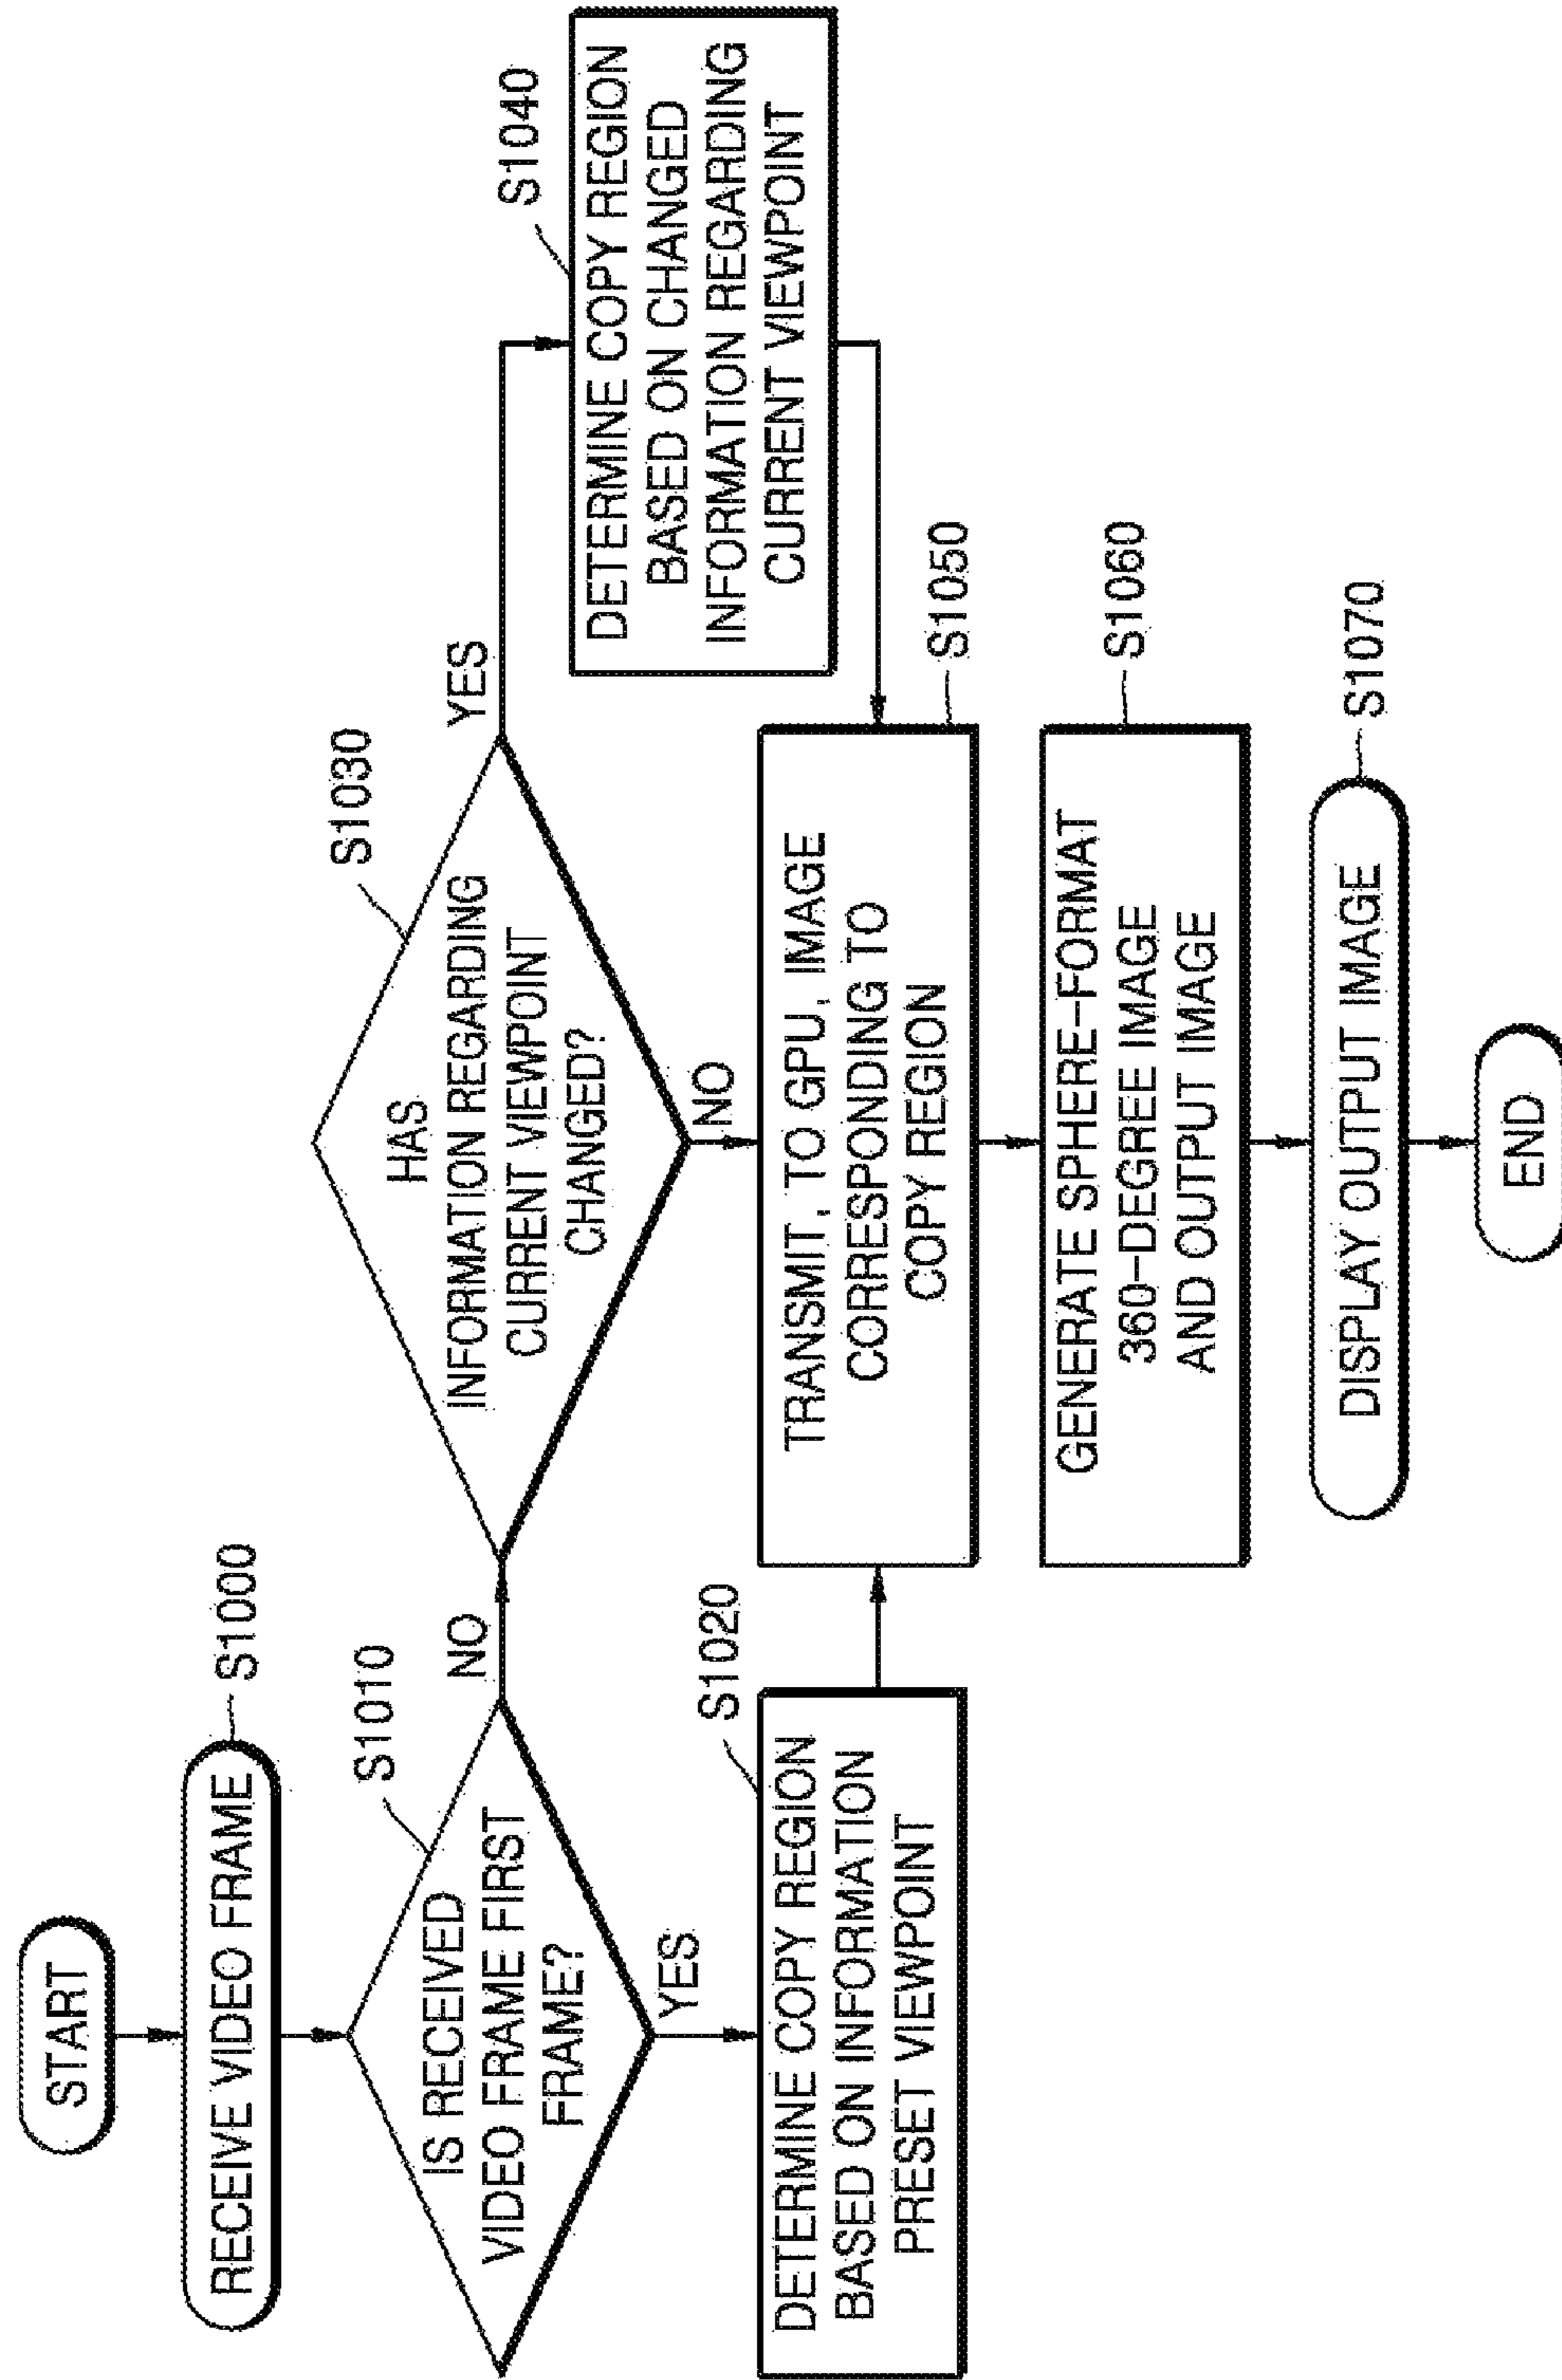 START
RECEIVE VIDEO FRAME
S1000
IS RECEIVED
VIDEO FRAME FIRST
FRAME?
S1010
NO
YES
DETERMINE COPY REGION
BASED ON INFORMATION
PRESET VIEWPOINT
S1020
HAS
INFORMATION REGARDING
CURRENT VIEWPOINT
CHANGED?
S1030
YES
NO
DETERMINE COPY REGION
BASED ON CHANGED
INFORMATION REGARDING
CURRENT VIEWPOINT
S1040
TRANSMIT, TO GPU, IMAGE
CORRESPONDING TO
COPY REGION
S1050
GENERATE SPHERE-FORMAT
360-DEGREE IMAGE
AND OUTPUT IMAGE
S1060
DISPLAY OUTPUT IMAGE
S1070
END